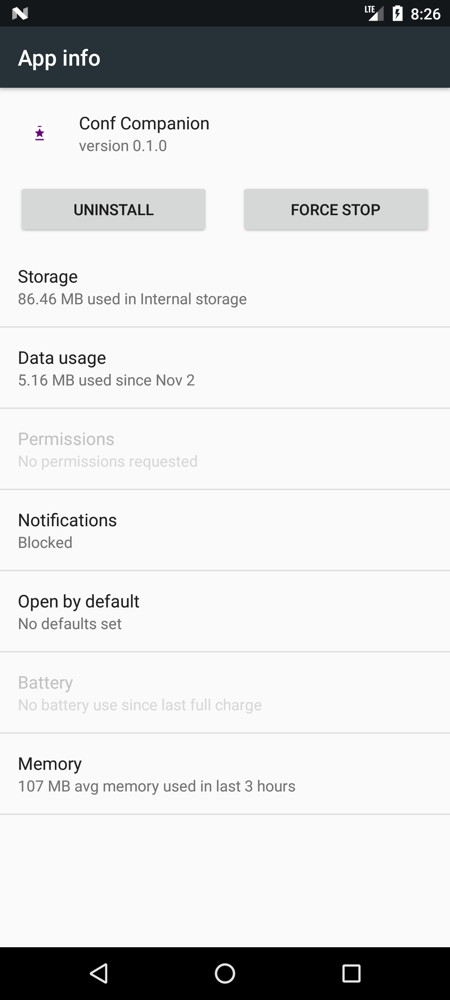 LTE 8:26
App info
Conf Companion
version 0.1.0
UNINSTALL FORCE STOP
Storage
86.46 MB used in Internal storage
Data usage
5.16 MB used since Nov 2
Permissions
No permissions requested
Notifications
Blocked
Open by default
No defaults set
Battery
No battery use since last full charge
Memory
107 MB avg memory used in last 3 hours